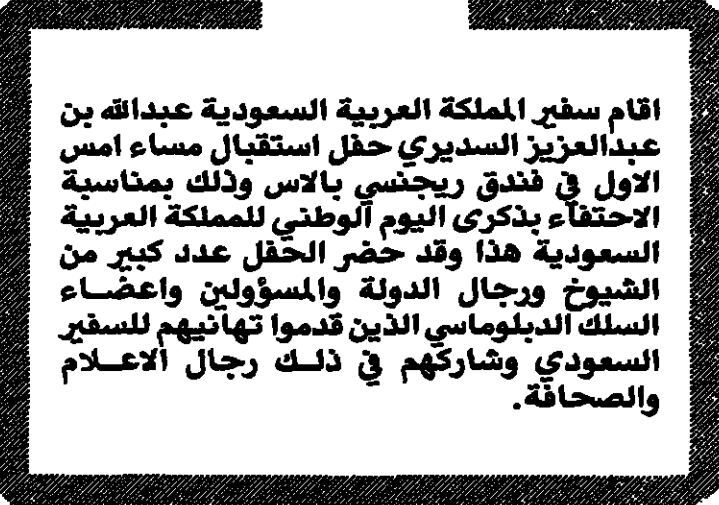 اقام سفير المملكة العربية السعودية عبدالله بن
عبدالعزيز السديري حفل استقبال مساء امس
الاول في فندق ريجنسي بالاس وذلك بمناسبة
الاحتفاء بذكرى اليوم الوطني للمملكة العربية
السعودية هذا وقد حضر الحفل عدد كبير من
الشيوخ ورجال الدولة والمسؤولين واعضاء
السلك الدبلوماسي الذين قدموا تهانيهم للسفير
السعودي وشاركهم في ذلك رجال الاعلام
والصحافة.